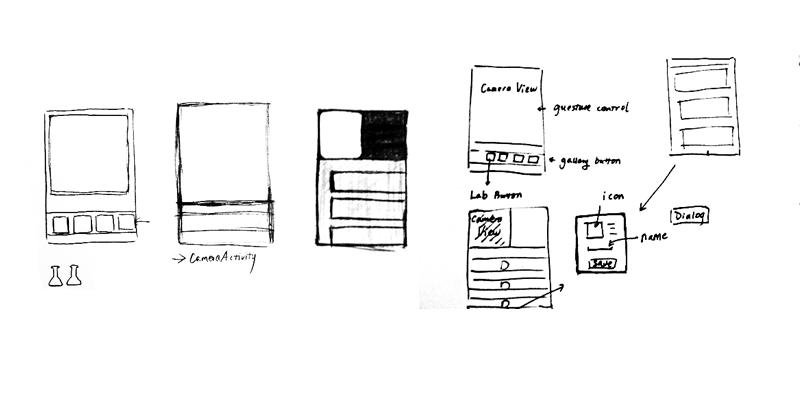 CameraActivity
Camera View
guesture control
gallery button
Lab Button
Camera
View
icon
name
Save
Dialog